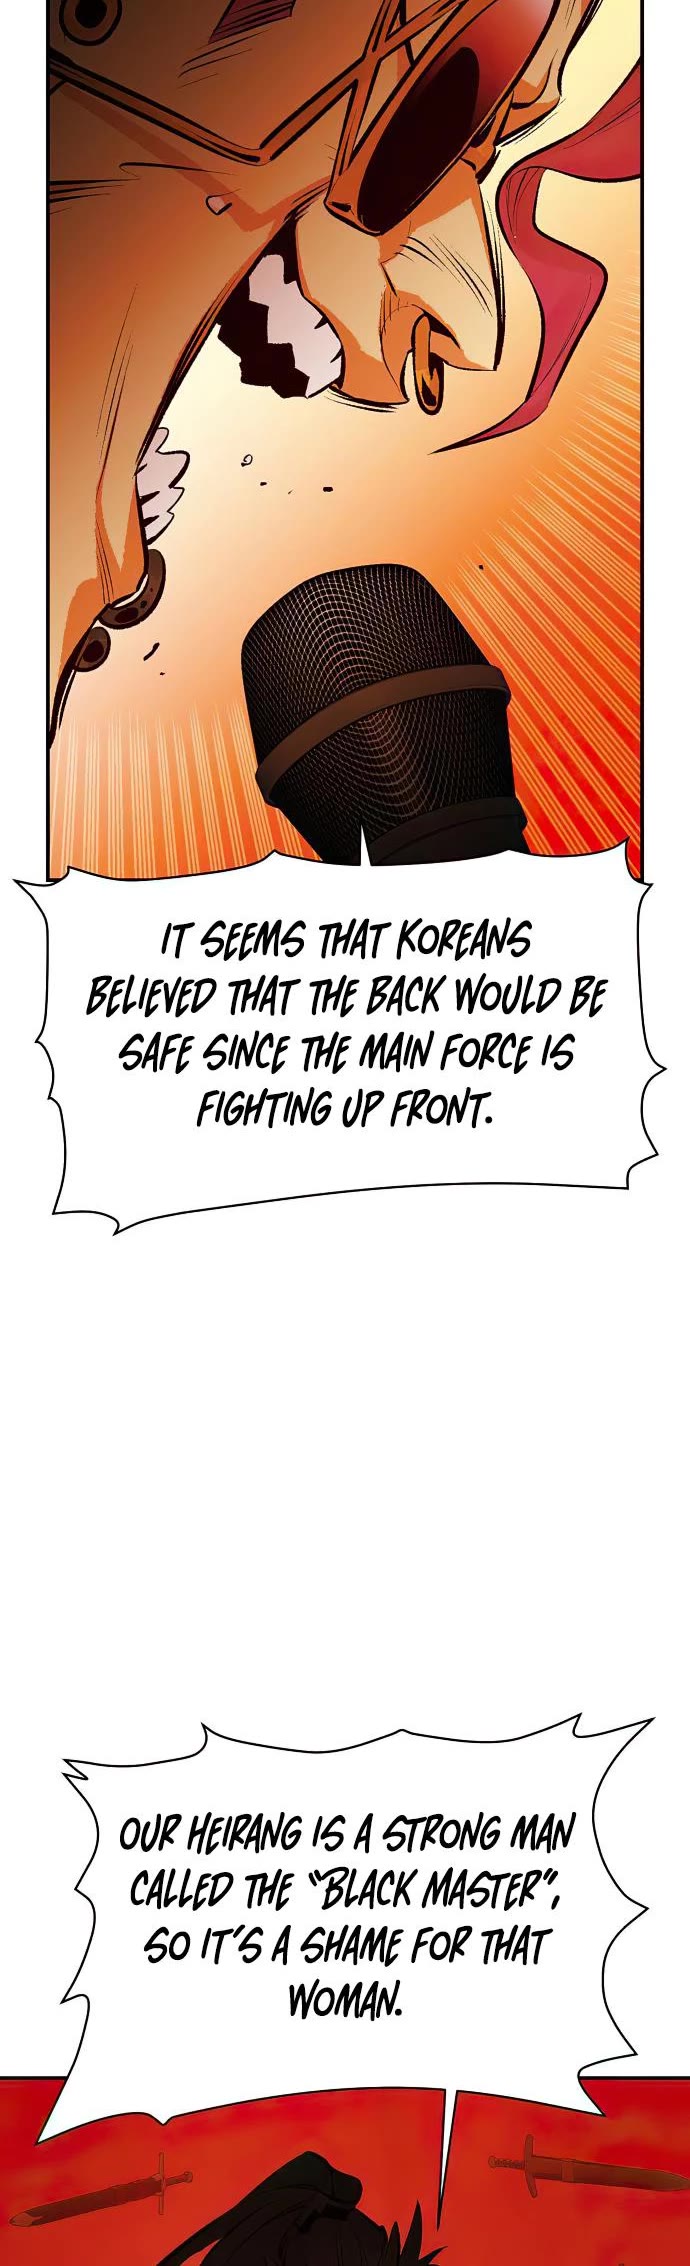 IT SEEMS THAT KOREANS
BELIEVED THAT THE BACK WOULD BE
SAFE SINCE THE MAIN FORCE IS
FIGHTING UP FRONT.
OUR HEIRANG IS A STRONG MAN
CALLED THE "BLACK MASTER",
SO IT'S A SHAME FOR THAT
WOMAN.